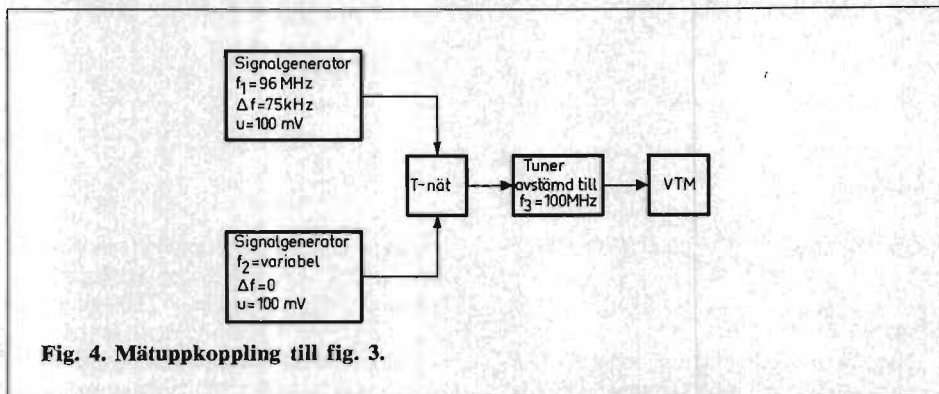 Signalgenerator
f1=96 MHz
Δf=75kHz
u=100 mV
T-nät
Tuner
avstämd till
f3=100MHz
VTM
Signalgenerator
f2=variabel
Δf=0
u=100 mV
Fig. 4. Mätuppkoppling till fig. 3.